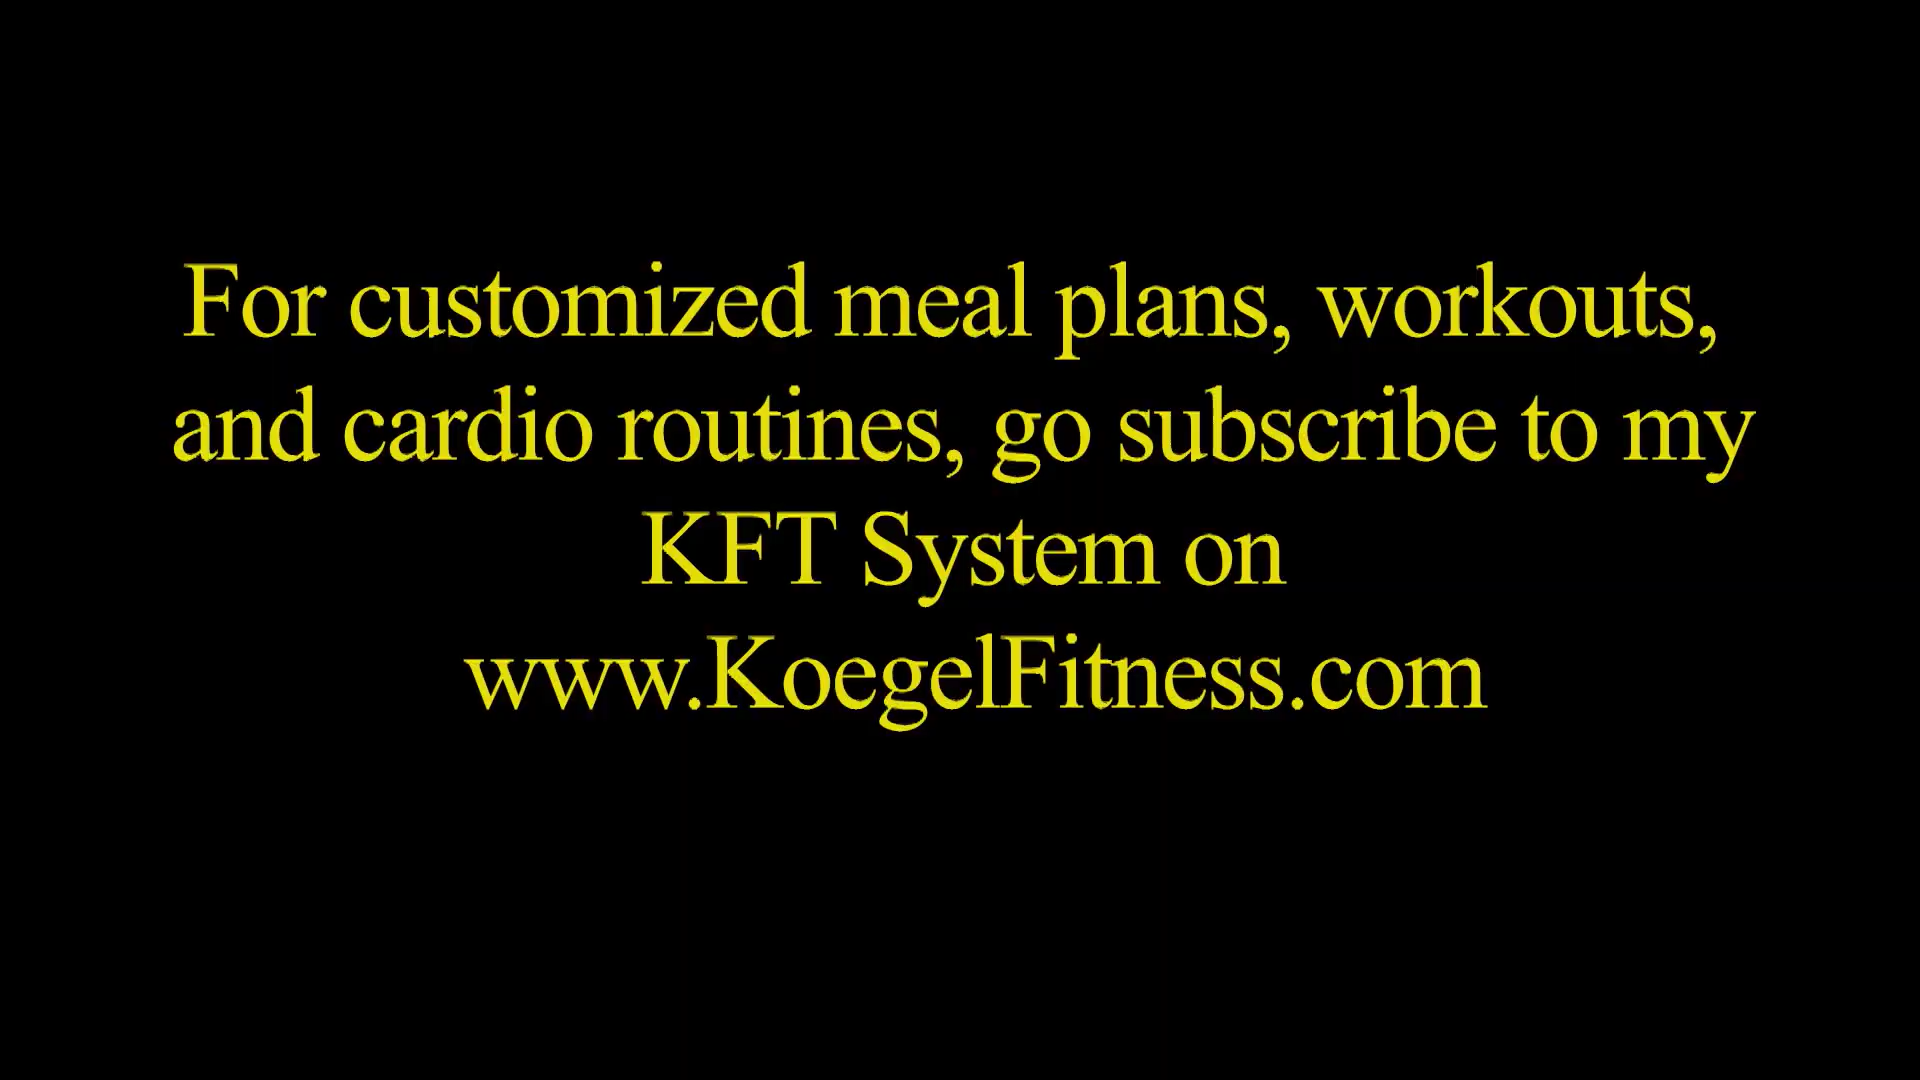 For customized meal plans, workouts,
and cardio routines, go subscribe to my
KFT System on
www.KoegelFitness.com